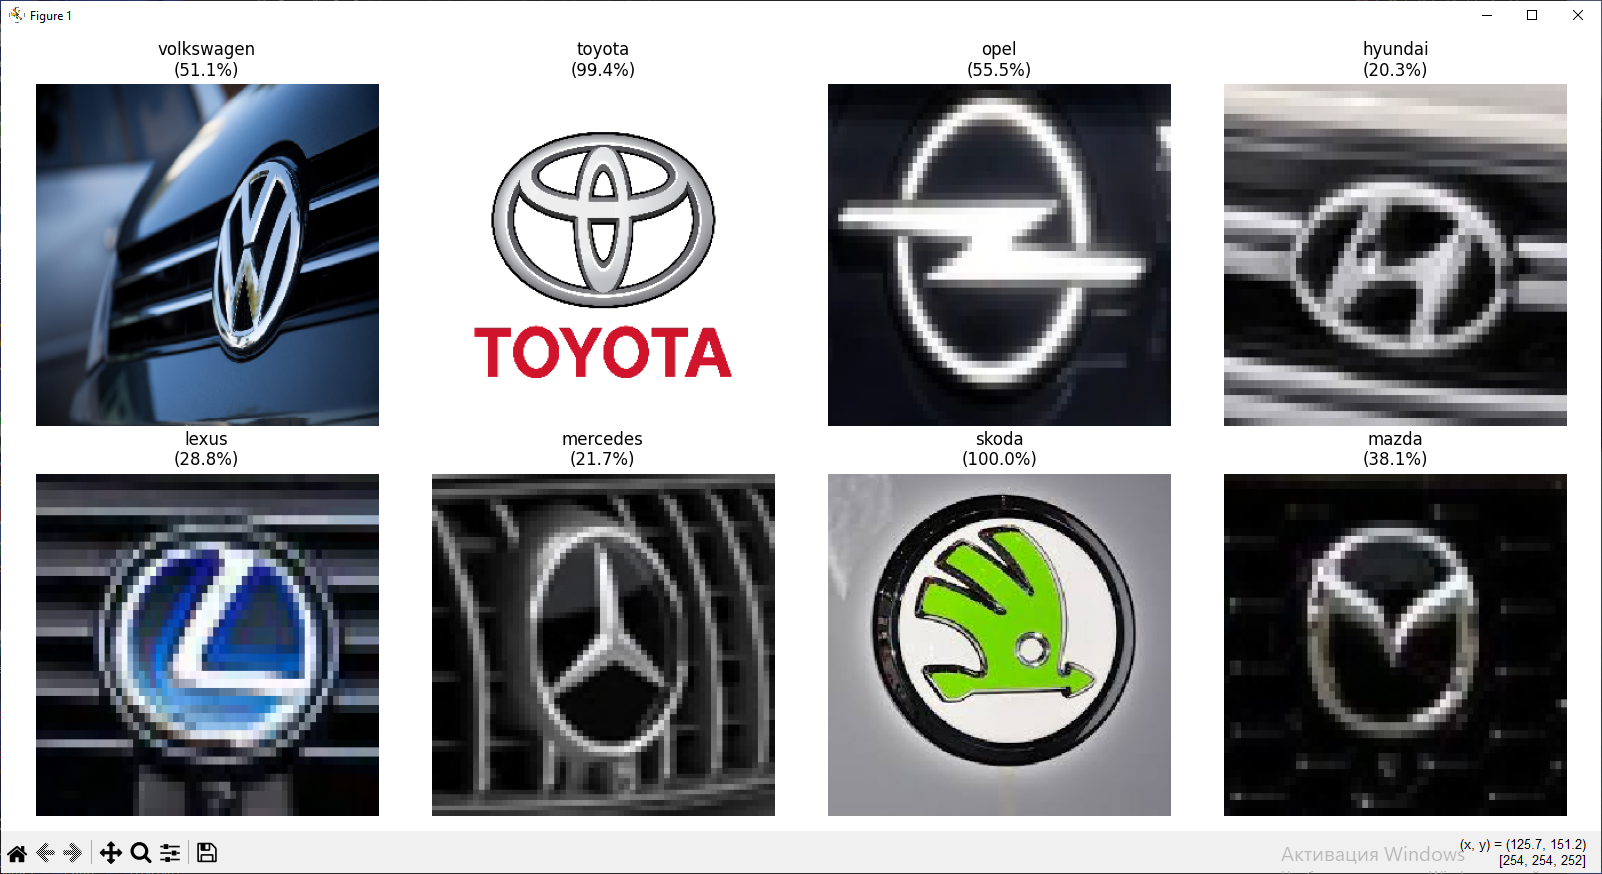 Figure 1
volkswagen
(51.1%)
toyota
(99.4%)
opel
(55.5%)
hyundai
(20.3%)
TOYOTA
lexus
(28.8%)
mercedes
(21.7%)
skoda
(100.0%)
mazda
(38.1%)
(x, y) = (125.7, 151.2)
Активация Windows
[254, 254, 252]